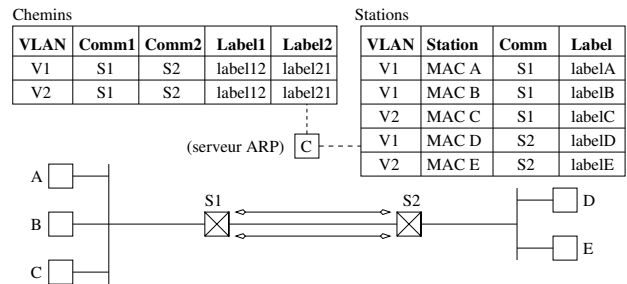 Chemins
VLAN Comm1 Comm2 Label1 Label2
V1 S1 S2 label12 label21
V2 S1 S2 label12 label21
Stations
VLAN Station Comm Label
V1 MAC A S1 labelA
V1 MAC B S1 labelB
V2 MAC C S1 labelC
V1 MAC D S2 labelD
V2 MAC E S2 labelE
(serveur ARP) C
A
B
C
S1
S2
D
E